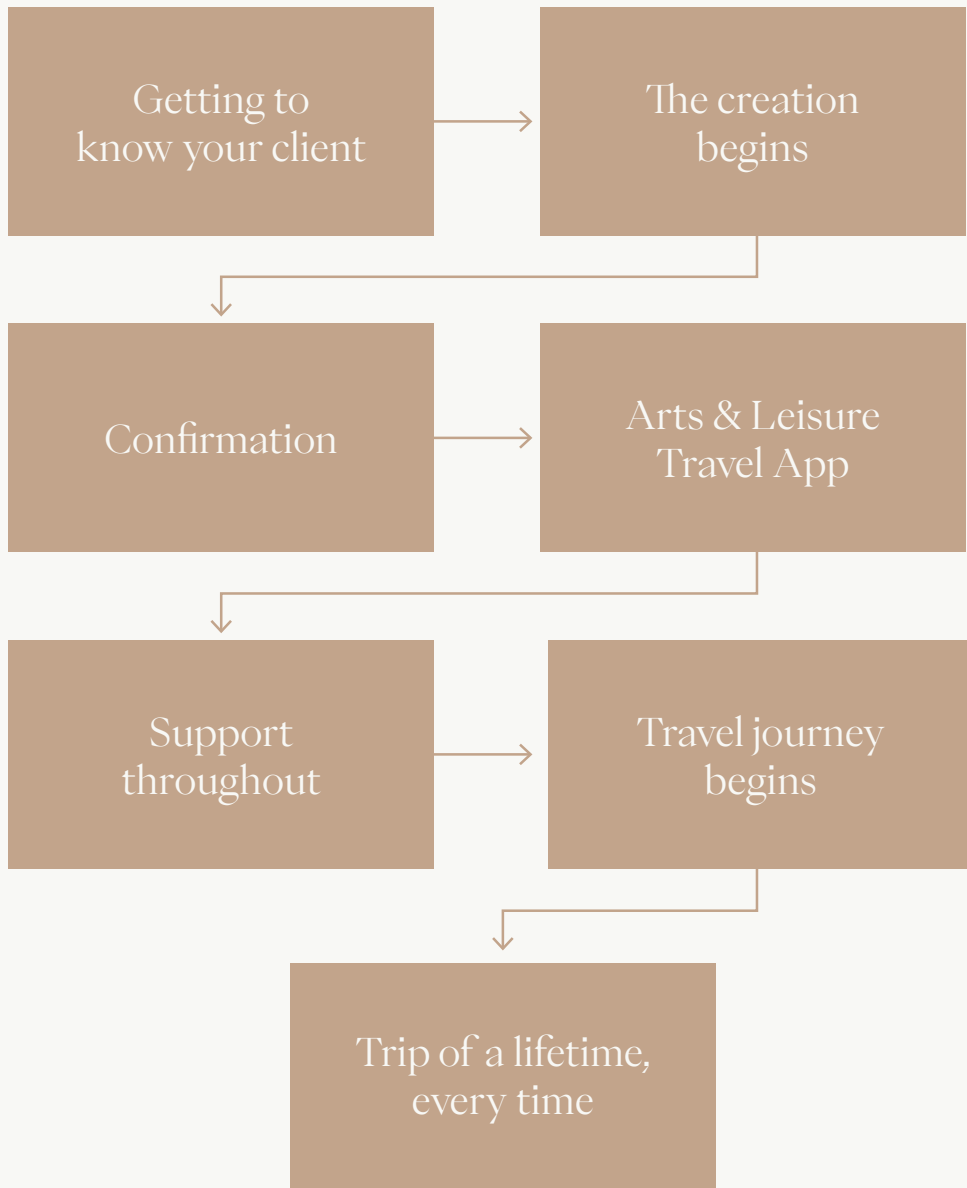 Getting to
know your client
The creation
begins
Confirmation
Arts & Leisure
Travel App
Support
throughout
Travel journey
begins
Trip of a lifetime,
every time